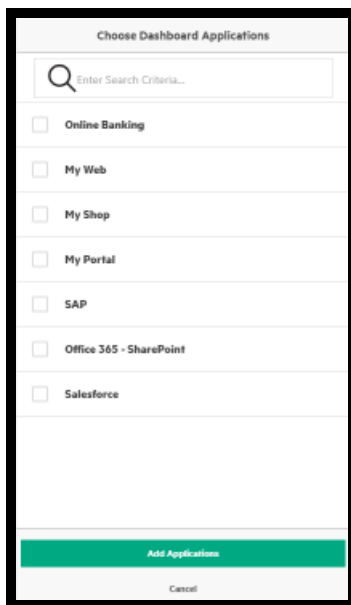 Choose Dashboard Applications
Enter Search Criteria...
Online Banking
My Web
My Shop
My Portal
SAP
Office 365 - SharePoint
Salesforce
Add Applications
Cancel